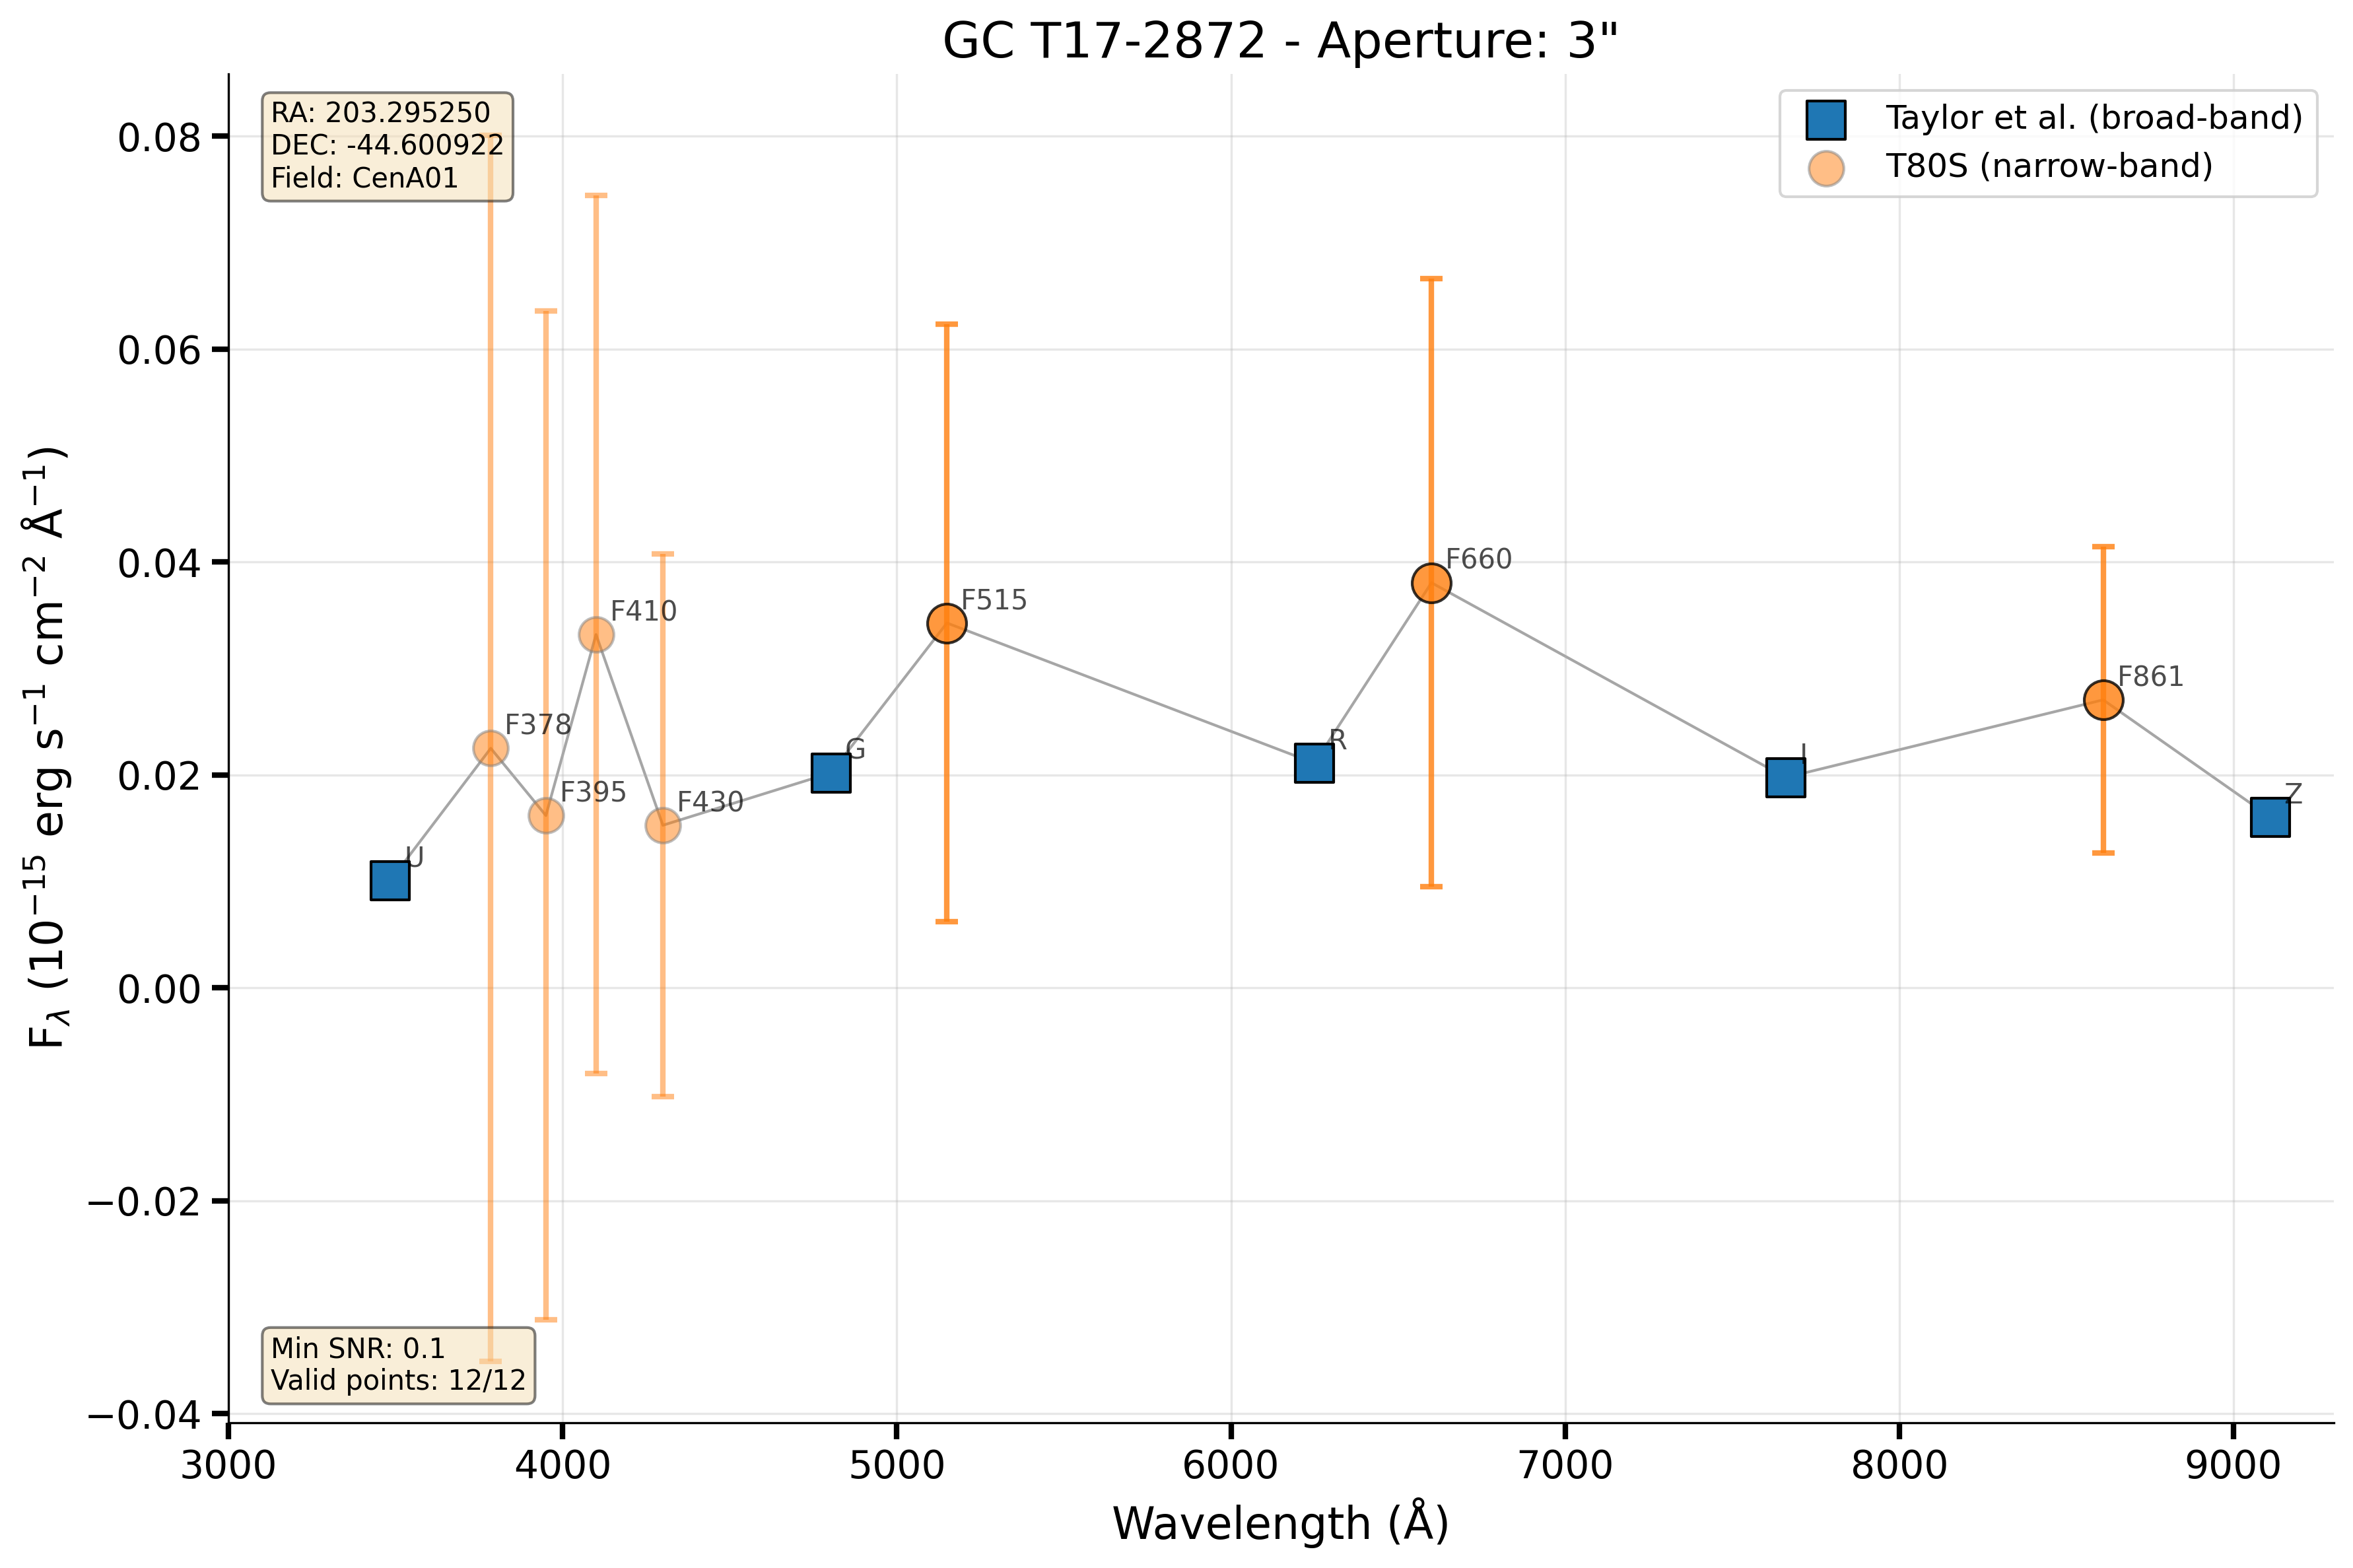 GC T17-2872 - Aperture: 3"
RA: 203.295250
DEC: -44.600922
Field: CenA01
Taylor et al. (broad-band)
T80S (narrow-band)
0.08
0.06
0.04
0.02
0.00
−0.02
−0.04
F_λ (10⁻¹⁵ erg s⁻¹ cm⁻² Å⁻¹)
U
F378
F395
F410
F430
G
F515
R
F660
I
F861
Z
Min SNR: 0.1
Valid points: 12/12
3000 4000 5000 6000 7000 8000 9000
Wavelength (Å)